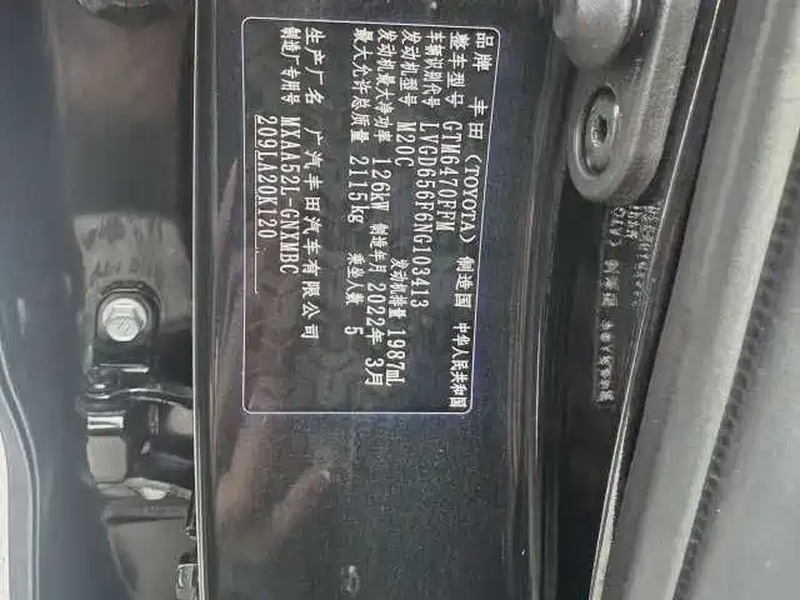 品牌 丰田（TOYOTA） 制造国 中华人民共和国
整车型号 GTM6470FFM
车辆识别代号 LVGD656F6NG103413
发动机型号 M20C 发动机排量 1987mL
发动机最大净功率 126kW 制造年月 2022年 3月
最大允许总质量 2115kg 乘坐人数 5
生产厂名 广汽丰田汽车有限公司
制造厂专用号 MXAA52L-GNXMBC
209LA20K120